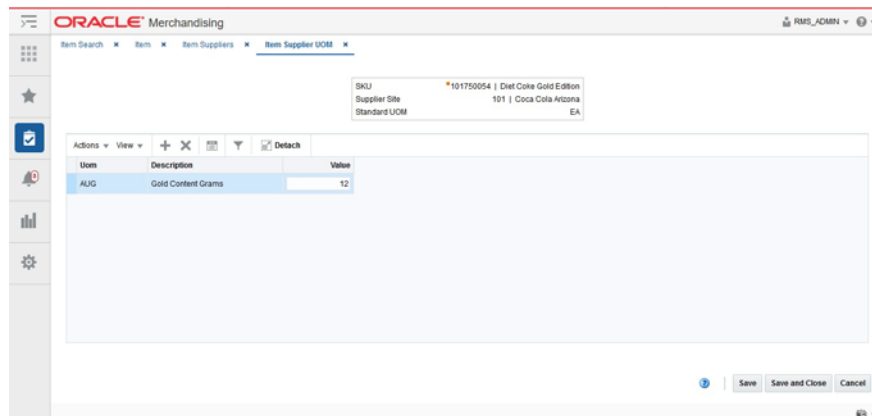 ORACLE Merchandising
RMS_ADMIN
Item Search
Item
Item Suppliers
Item Supplier UOM
SKU *101750054 | Diet Coke Gold Edition
Supplier Site 101 | Coca Cola Arizona
Standard UOM EA
Actions View Detach
Uom Description Value
AUG Gold Content Grams 12
Save Save and Close Cancel